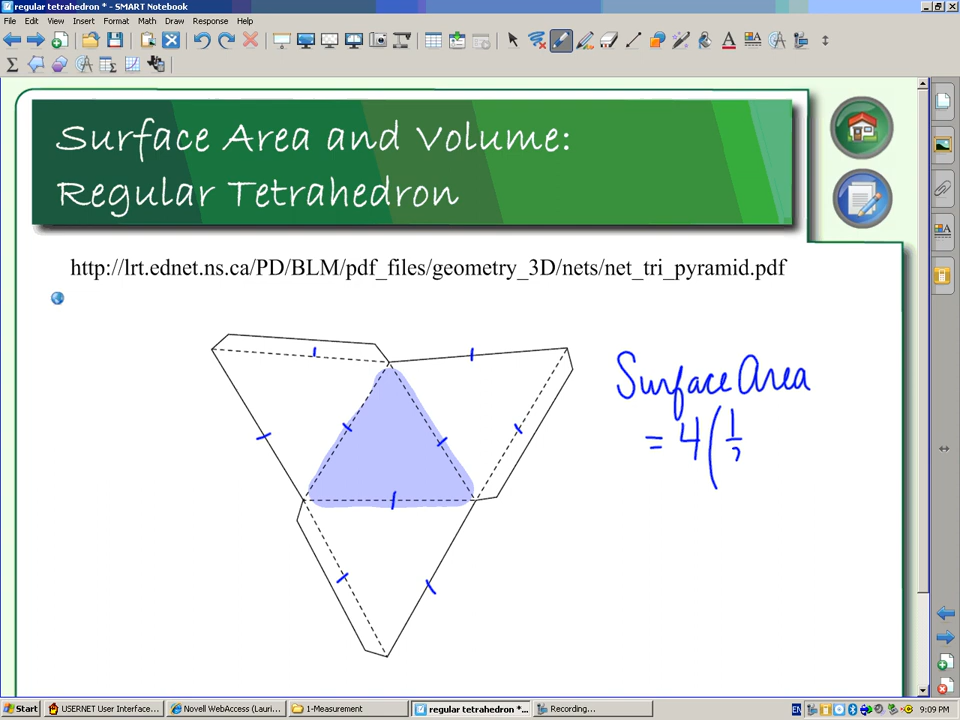 regular tetrahedron * - SMART Notebook
File Edit View Insert Format Math Draw Response Help
Surface Area and Volume:
Regular Tetrahedron
http://lrt.ednet.ns.ca/PD/BLM/pdf_files/geometry_3D/nets/net_tri_pyramid.pdf
Surface Area
= 4 ( 1/2
Start USERNET User Interface... Novell WebAccess (Lauri... 1-Measurement regular tetrahedron *... Recording... EN 9:09 PM